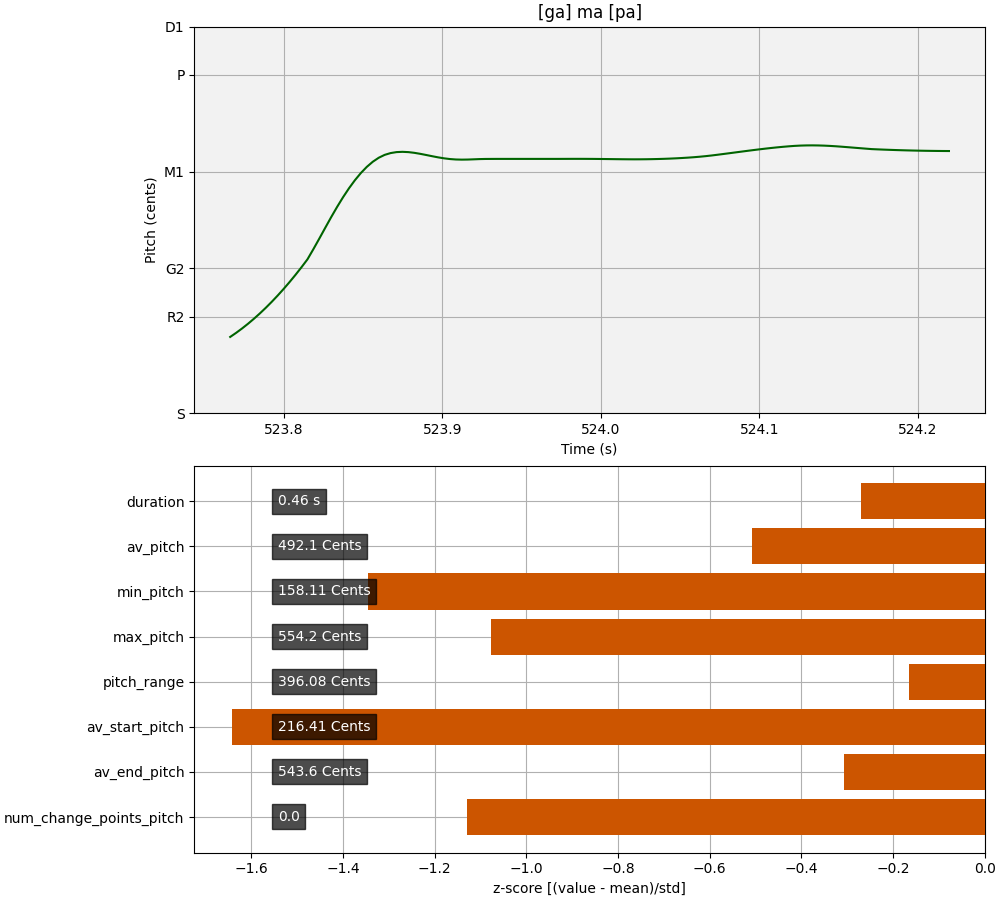 [ga] ma [pa]
D1
P
M1
G2
R2
S
Pitch (cents)
523.8 523.9 524.0 524.1 524.2
Time (s)
duration 0.46 s
av_pitch 492.1 Cents
min_pitch 158.11 Cents
max_pitch 554.2 Cents
pitch_range 396.08 Cents
av_start_pitch 216.41 Cents
av_end_pitch 543.6 Cents
num_change_points_pitch 0.0
−1.6 −1.4 −1.2 −1.0 −0.8 −0.6 −0.4 −0.2 0.0
z-score [(value - mean)/std]